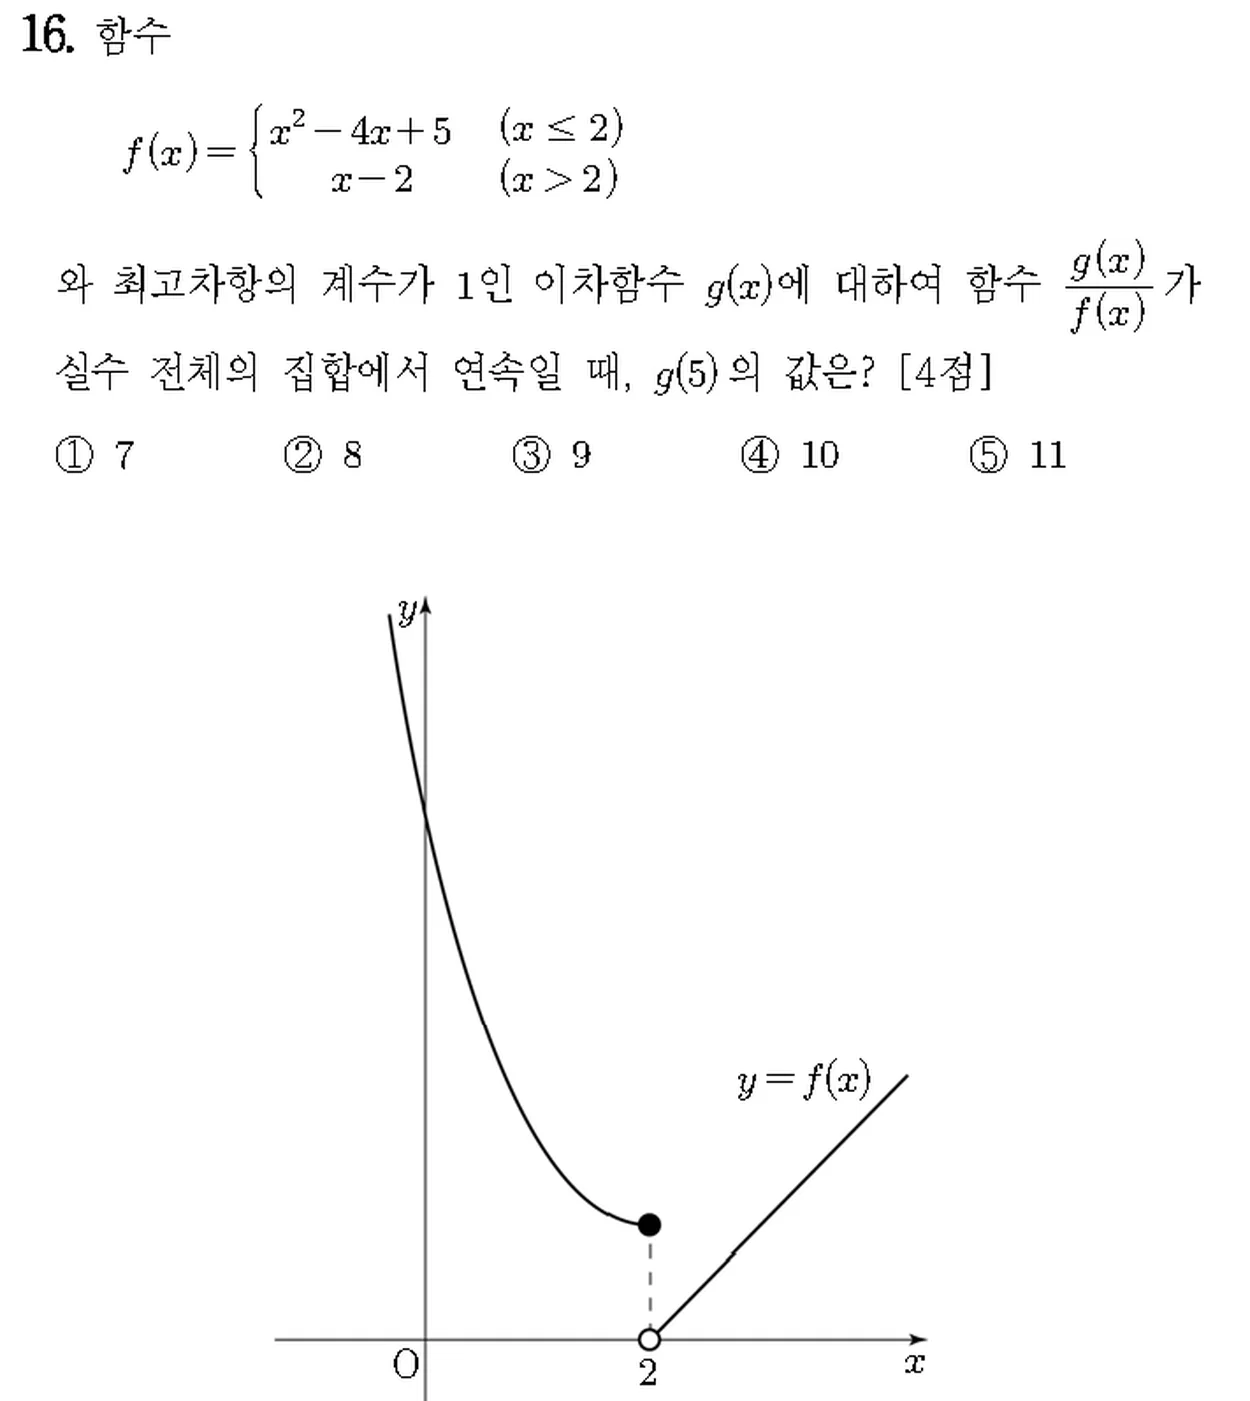 16. 함수
f(x) = { x² − 4x + 5 (x ≤ 2)
x − 2 (x > 2)
와 최고차항의 계수가 1인 이차함수 g(x)에 대하여 함수 g(x)/f(x) 가
실수 전체의 집합에서 연속일 때, g(5)의 값은? [4점]
① 7 ② 8 ③ 9 ④ 10 ⑤ 11
y
y = f(x)
O
2
x